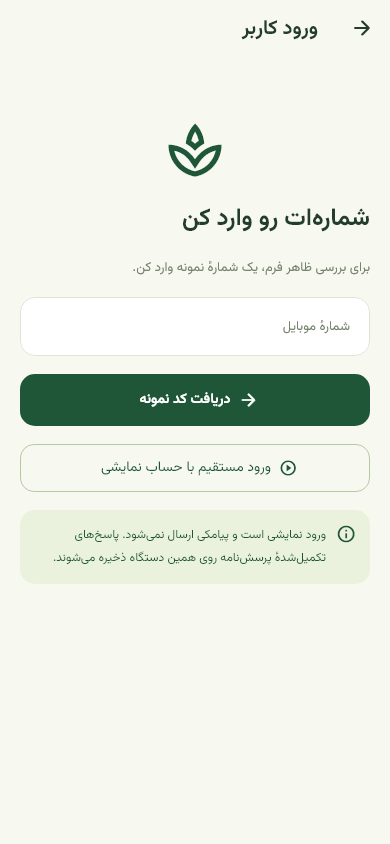 ورود کاربر
شماره‌ات رو وارد کن
برای بررسی ظاهر فرم، یک شمارهٔ نمونه وارد کن.
شمارهٔ موبایل
دریافت کد نمونه
ورود مستقیم با حساب نمایشی
ورود نمایشی است و پیامکی ارسال نمی‌شود. پاسخ‌های
تکمیل‌شدهٔ پرسش‌نامه روی همین دستگاه ذخیره می‌شوند.